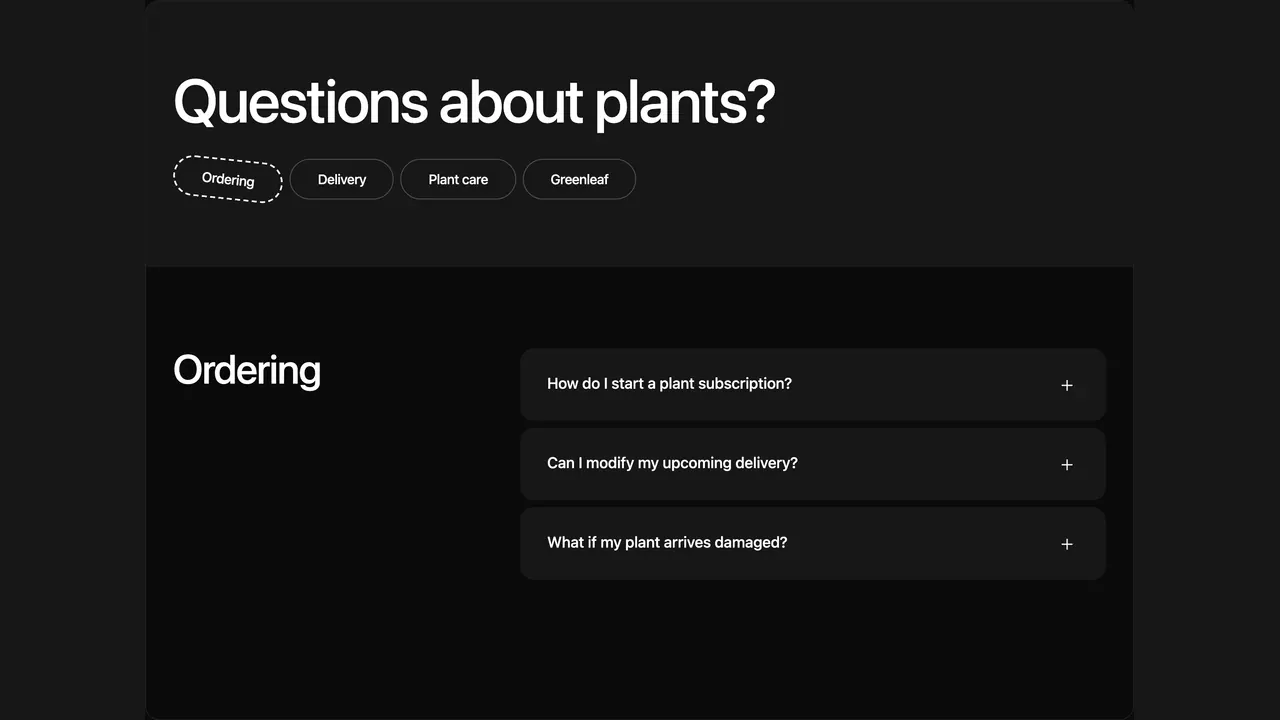 Questions about plants?
Ordering
Delivery
Plant care
Greenleaf
Ordering
How do I start a plant subscription?
Can I modify my upcoming delivery?
What if my plant arrives damaged?